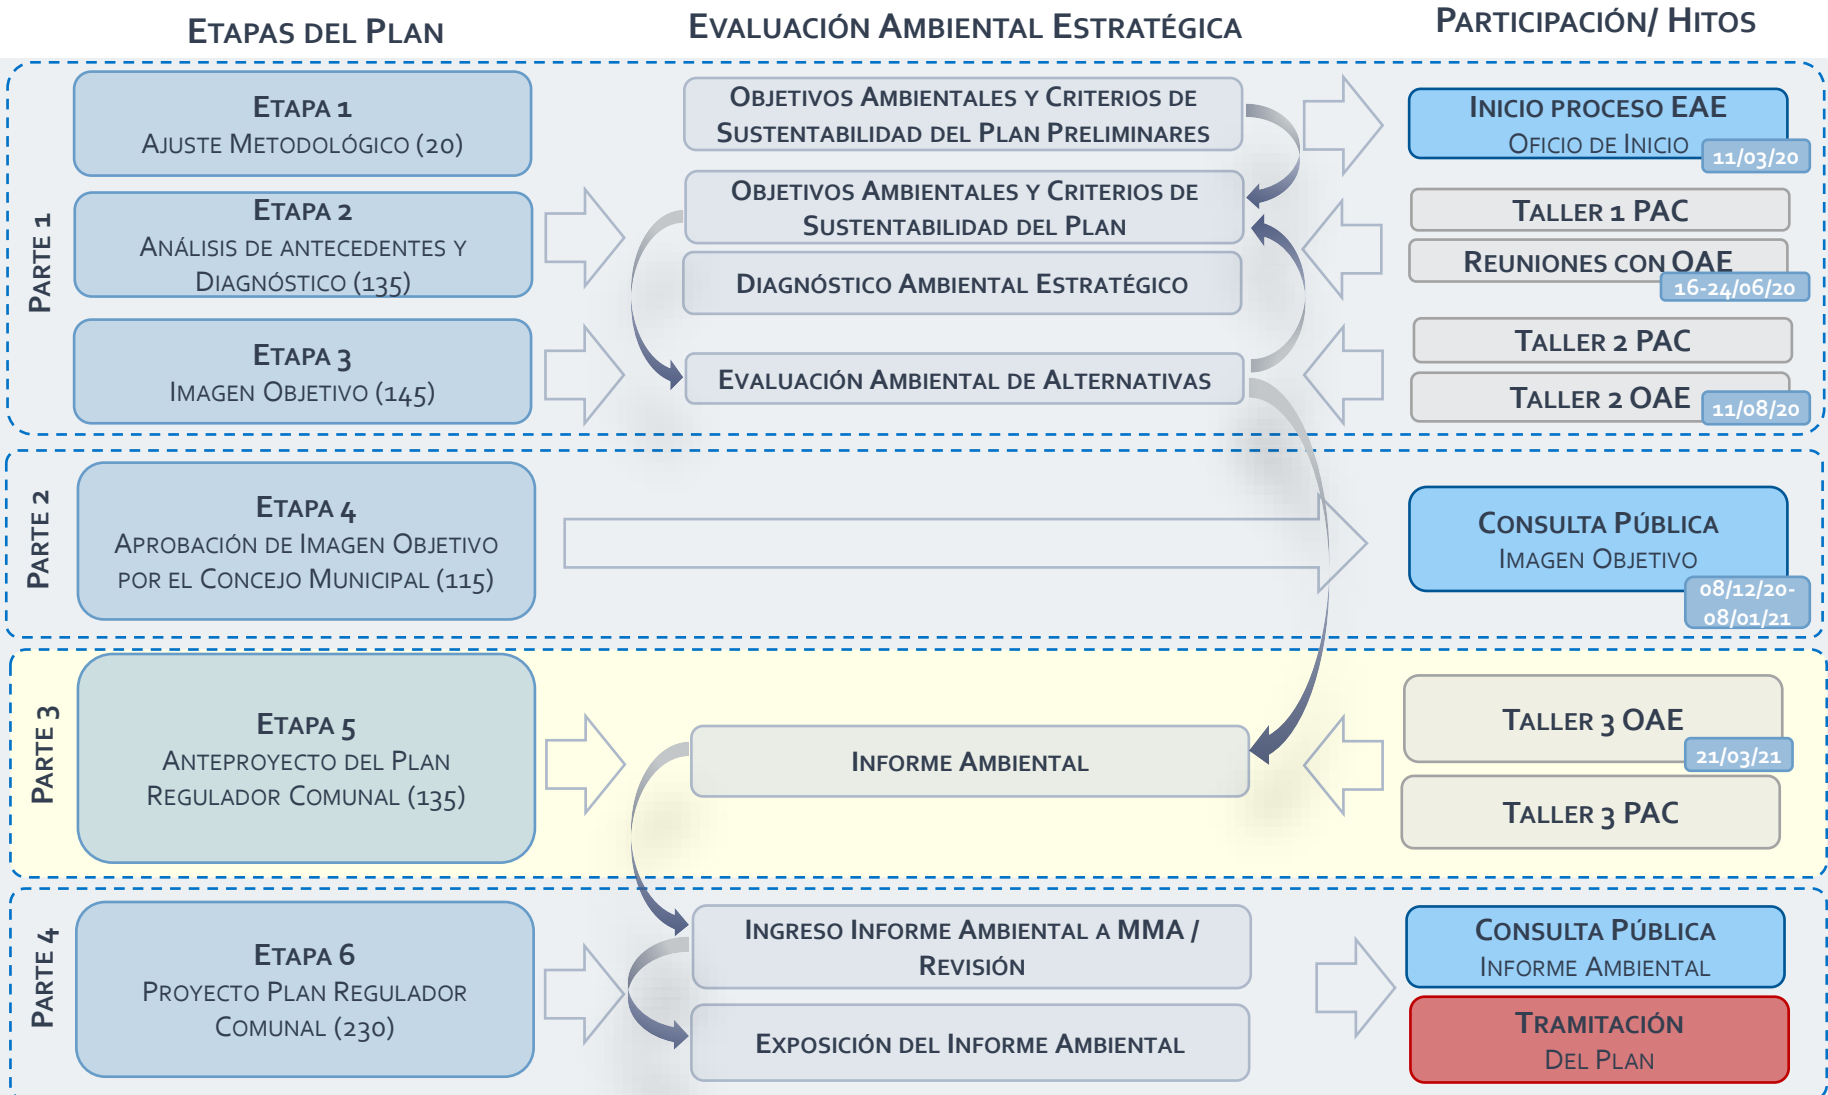 Etapas del Plan
Evaluación Ambiental Estratégica
Participación/ Hitos
Parte 1
Etapa 1
Ajuste Metodológico (20)
Objetivos Ambientales y Criterios de
Sustentabilidad del Plan Preliminares
Inicio proceso EAE
Oficio de Inicio
11/03/20
Etapa 2
Análisis de antecedentes y
Diagnóstico (135)
Objetivos Ambientales y Criterios de
Sustentabilidad del Plan
Diagnóstico Ambiental Estratégico
Taller 1 PAC
Reuniones con OAE
16-24/06/20
Etapa 3
Imagen Objetivo (145)
Evaluación Ambiental de Alternativas
Taller 2 PAC
Taller 2 OAE
11/08/20
Parte 2
Etapa 4
Aprobación de Imagen Objetivo
por el Concejo Municipal (115)
Consulta Pública
Imagen Objetivo
08/12/20-
08/01/21
Parte 3
Etapa 5
Anteproyecto del Plan
Regulador Comunal (135)
Informe Ambiental
Taller 3 OAE
21/03/21
Taller 3 PAC
Parte 4
Etapa 6
Proyecto Plan Regulador
Comunal (230)
Ingreso Informe Ambiental a MMA /
Revisión
Exposición del Informe Ambiental
Consulta Pública
Informe Ambiental
Tramitación
Del Plan